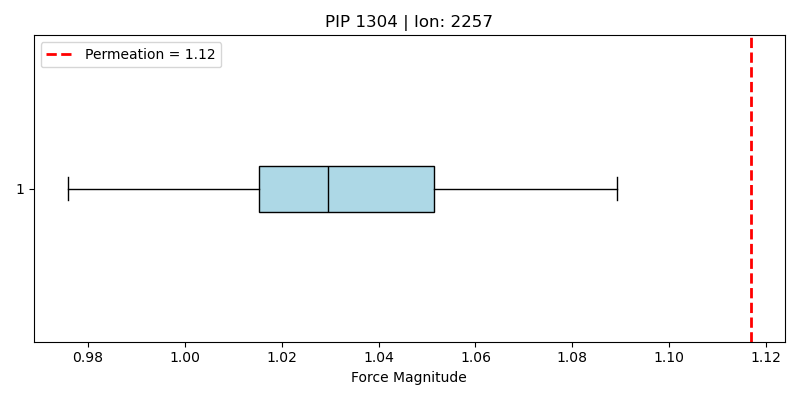 PIP 1304 | Ion: 2257
Permeation = 1.12
1
0.98 1.00 1.02 1.04 1.06 1.08 1.10 1.12
Force Magnitude